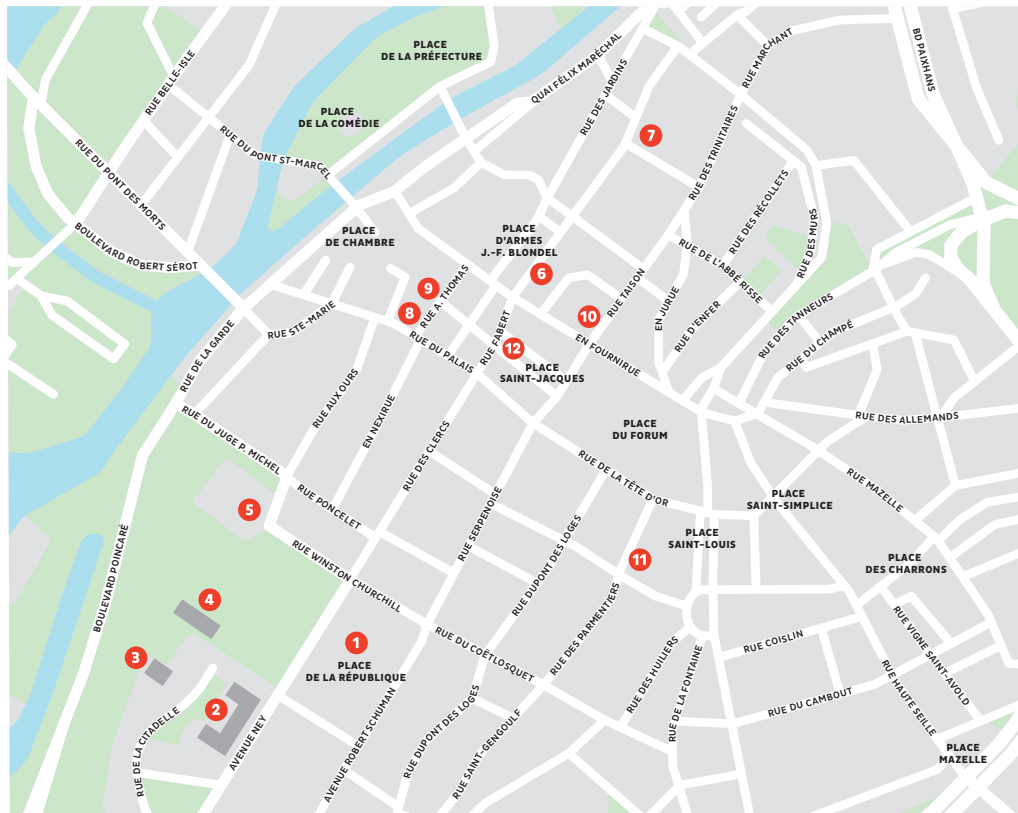 PLACE
DE LA PRÉFECTURE
PLACE
DE LA COMÉDIE
QUAI FÉLIX MARÉCHAL
RUE DES JARDINS
RUE MARCHANT
BD PAIXHANS
RUE BELLE-ISLE
RUE DU PONT ST-MARCEL
RUE DU PONT DES MORTS
BOULEVARD ROBERT SÉROT
7
RUE DES TRINITAIRES
RUE DES RÉCOLLETS
RUE DES MURS
PLACE
DE CHAMBRE
PLACE
D'ARMES
J.-F. BLONDEL
6
RUE DE L'ABBÉ RISSE
9
8
RUE A. THOMAS
10
RUE TAISON
EN JURUE
RUE D'ENFER
RUE DES TANNEURS
RUE DU CHAMPÉ
RUE STE-MARIE
RUE DE LA GARDE
RUE DU PALAIS
RUE FABERT
12
EN FOURNIRUE
PLACE
SAINT-JACQUES
RUE AUX OURS
EN NEXIRUE
RUE DES CLERCS
PLACE
DU FORUM
RUE DES ALLEMANDS
RUE DU JUGE P. MICHEL
RUE PONCELET
RUE DE LA TÊTE D'OR
RUE MAZELLE
PLACE
SAINT-SIMPLICE
5
RUE SERPENOISE
RUE DUPONT DES LOGES
PLACE
SAINT-LOUIS
11
PLACE
DES CHARRONS
BOULEVARD POINCARÉ
RUE WINSTON CHURCHILL
4
RUE DES PARMENTIERS
RUE VIGNE SAINT-AVOLD
1
PLACE
DE LA RÉPUBLIQUE
RUE DU COËTLOSQUET
RUE COISLIN
3
RUE DES HUILIERS
RUE DE LA FONTAINE
RUE DU CAMBOUT
RUE HAUTE SEILLE
2
RUE DE LA CITADELLE
AVENUE NEY
AVENUE ROBERT SCHUMAN
RUE DUPONT DES LOGES
RUE SAINT-GENGOULF
PLACE
MAZELLE